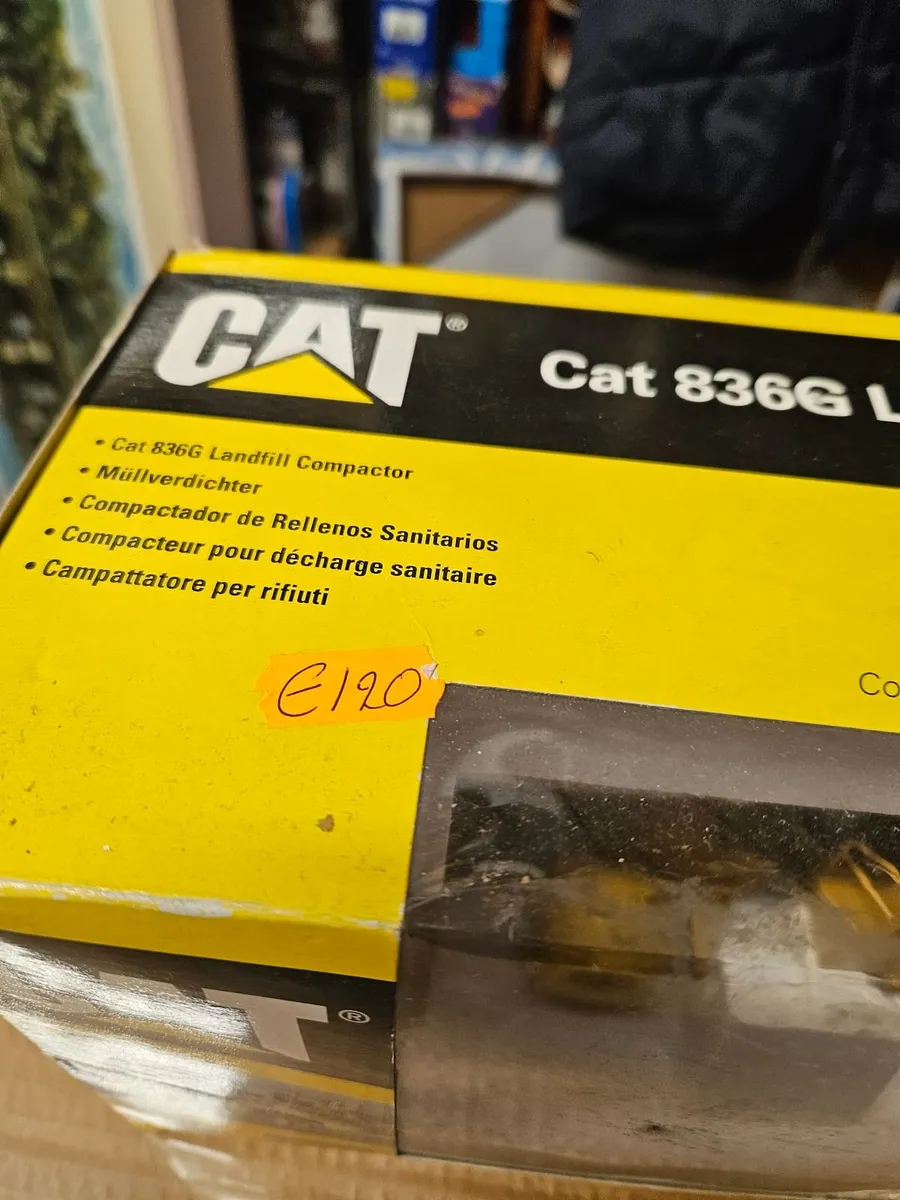 CAT®
Cat 836G L
• Cat 836G Landfill Compactor
• Müllverdichter
• Compactador de Rellenos Sanitarios
• Compacteur pour décharge sanitaire
• Campattatore per rifiuti
€120
Co
AT®